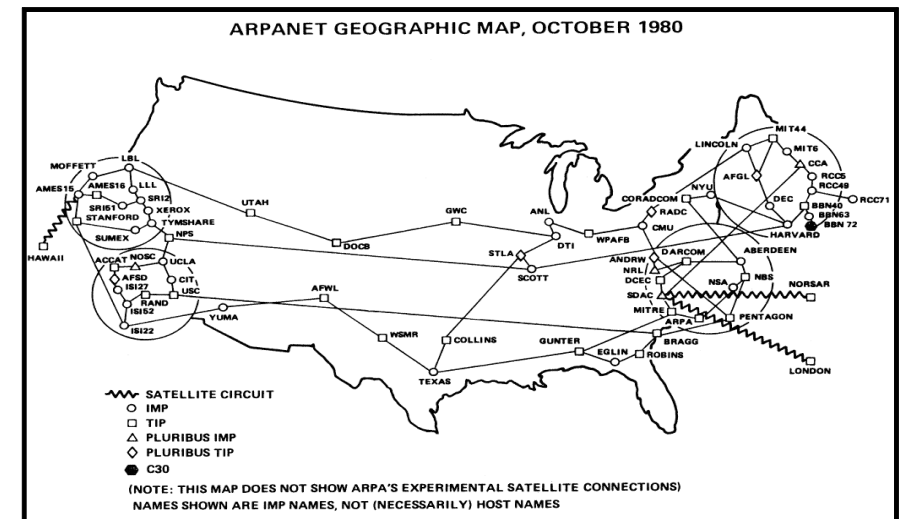 ARPANET GEOGRAPHIC MAP, OCTOBER 1980
MIT44
LINCOLN
MIT6
CCA
MOFFETT
LBL
RCC5
AMES15
AMES16
LLL
AFGL
RCC49
SRI2
NYU
DEC
RCC71
SRI51
XEROX
UTAH
CORADCOM
RADC
BBN40
STANFORD
TYMSHARE
GWC
ANL
BBN63
SUMEX
NPS
CMU
BBN 72
HARVARD
DOCB
DTI
WPAFB
HAWAII
NOSC
UCLA
STLA
DARCOM
ABERDEEN
ACCAT
ANDRW
SCOTT
NRL
AFSD
CIT
DCEC
NBS
ISI27
NSA
NORSAR
RAND
USC
AFWL
SDAC
ISI52
MITRE
ARPA
PENTAGON
ISI22
YUMA
WSMR
COLLINS
GUNTER
BRAGG
EGLIN
ROBINS
LONDON
TEXAS
SATELLITE CIRCUIT
IMP
TIP
PLURIBUS IMP
PLURIBUS TIP
C30
(NOTE: THIS MAP DOES NOT SHOW ARPA'S EXPERIMENTAL SATELLITE CONNECTIONS)
NAMES SHOWN ARE IMP NAMES, NOT (NECESSARILY) HOST NAMES